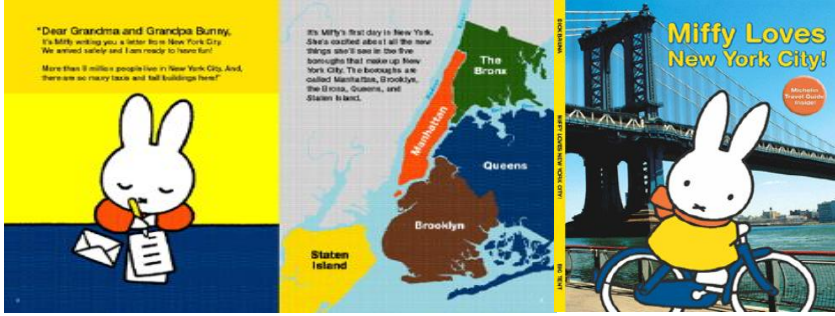 "Dear Grandma and Grandpa Bunny,
It's Miffy writing you a letter from New York City.
We arrived safely and I am ready to have fun!
More than 8 million people live in New York City. And,
there are so many taxis and tall buildings here!"
It's Miffy's first day in New York.
She's excited about all the new
things she'll see in the five
boroughs that make up New
York City. The boroughs are
called Manhattan, Brooklyn,
the Bronx, Queens, and
Staten Island.
The
Bronx
Manhattan
Queens
Brooklyn
Staten
Island
DICK BRUNA
MIFFY LOVES NEW YORK CITY!
BIG TENT
Miffy Loves
New York City!
Michelin
Travel Guide
Inside!